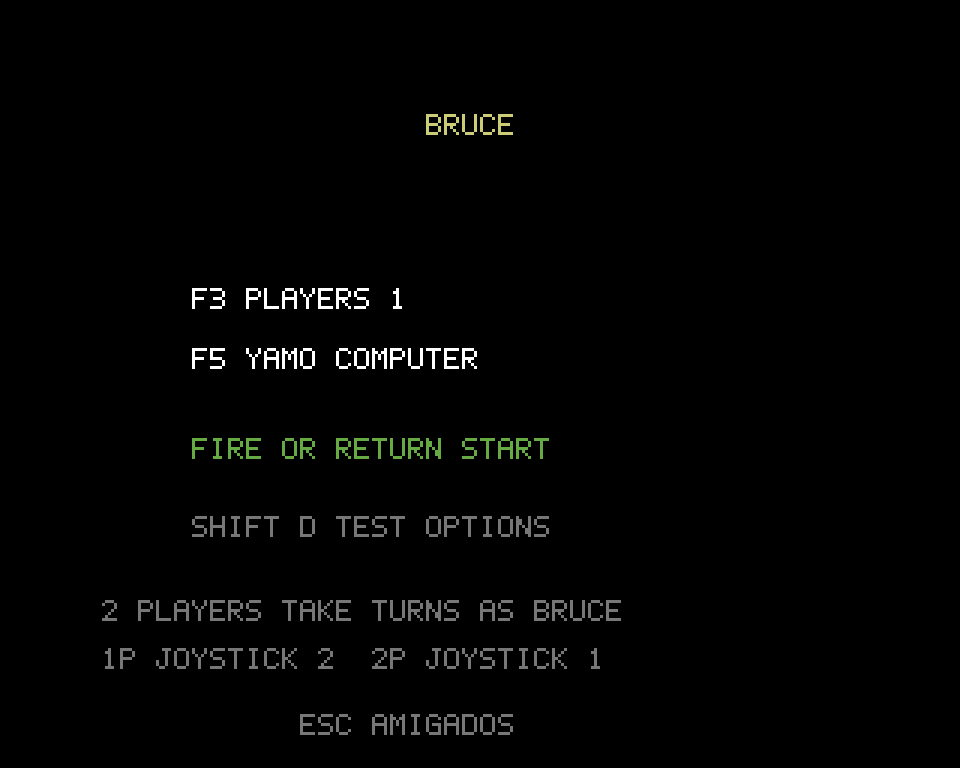 BRUCE
F3 PLAYERS 1
F5 YAMO COMPUTER
FIRE OR RETURN START
SHIFT D TEST OPTIONS
2 PLAYERS TAKE TURNS AS BRUCE
1P JOYSTICK 2  2P JOYSTICK 1
ESC AMIGADOS